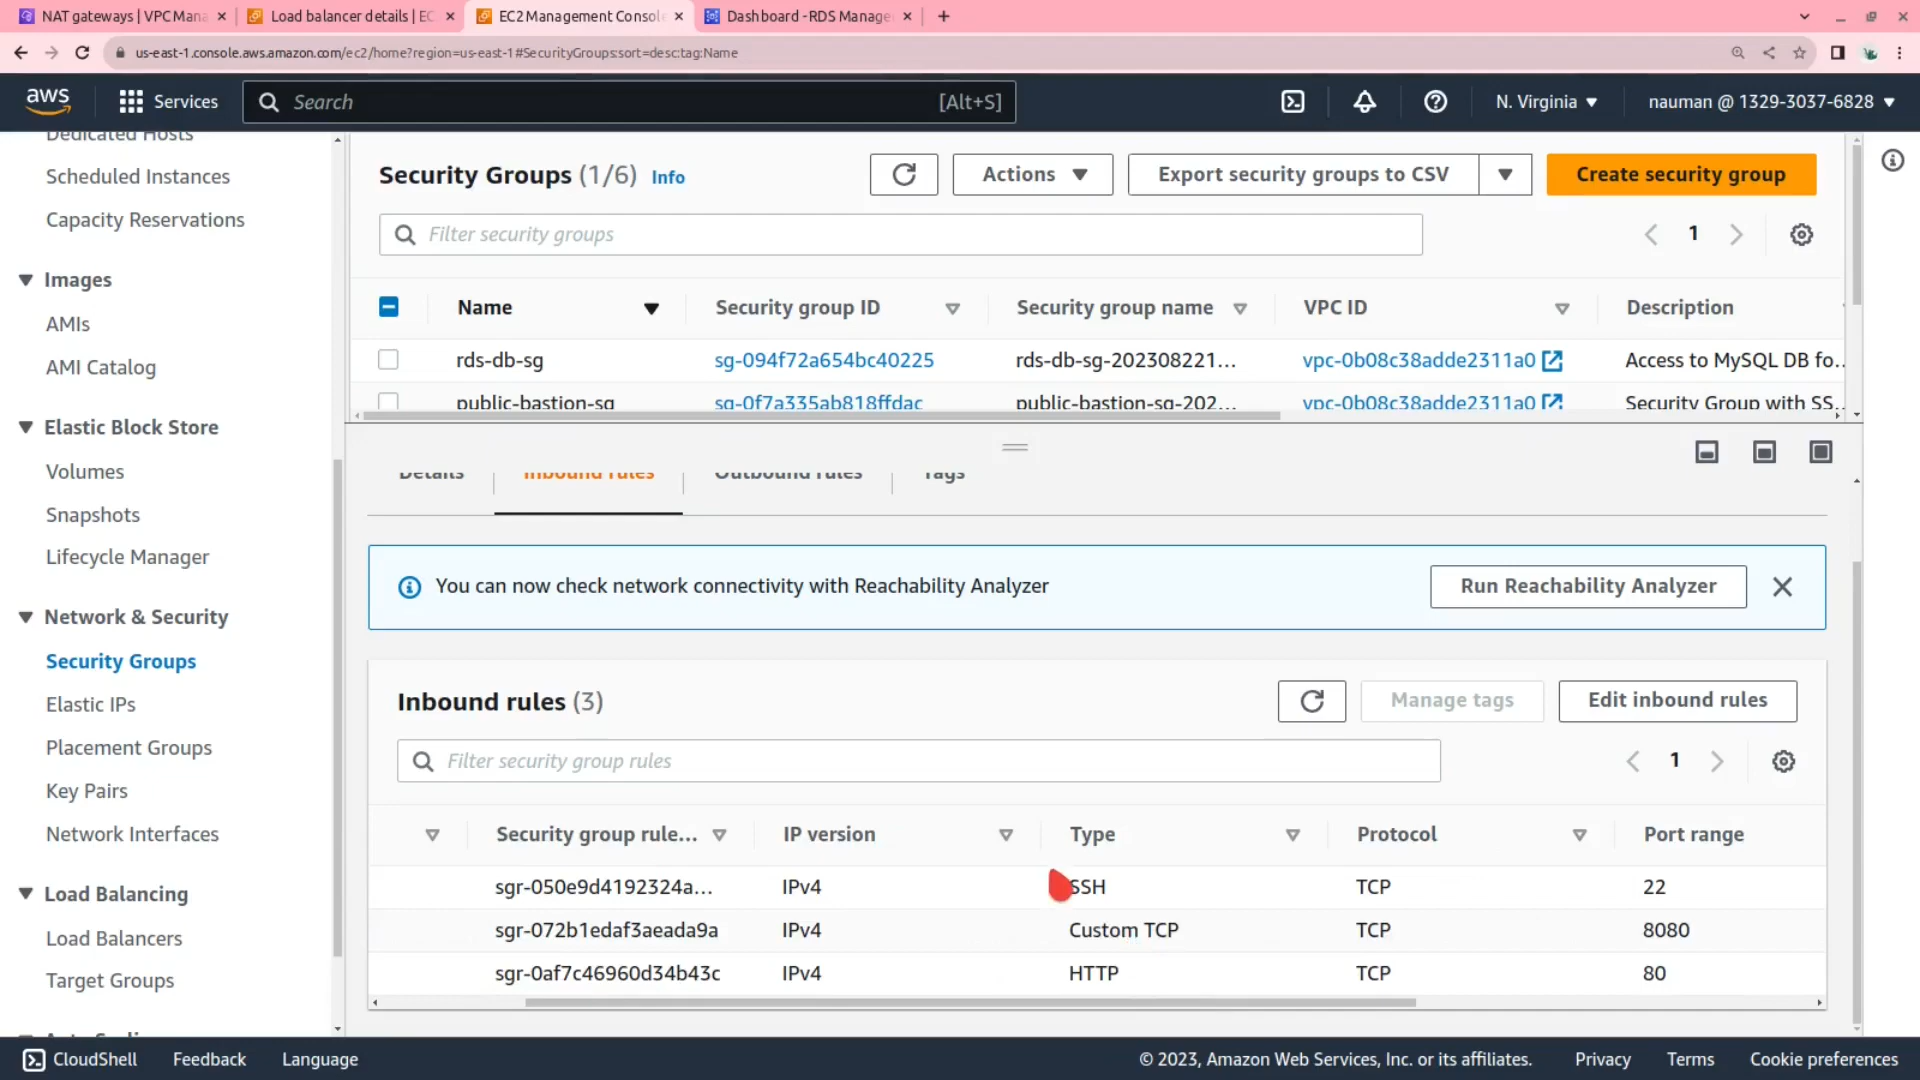 NAT gateways | VPC Mana
Load balancer details | EC
EC2 Management Consol
Dashboard - RDS Manage
us-east-1.console.aws.amazon.com/ec2/home?region=us-east-1#SecurityGroups:sort=desc:tag:Name
aws
Services
Search
[Alt+S]
N. Virginia
nauman @ 1329-3037-6828
Dedicated Hosts
Scheduled Instances
Capacity Reservations
Images
AMIs
AMI Catalog
Elastic Block Store
Volumes
Snapshots
Lifecycle Manager
Network & Security
Security Groups
Elastic IPs
Placement Groups
Key Pairs
Network Interfaces
Load Balancing
Load Balancers
Target Groups
Security Groups (1/6) Info
Actions
Export security groups to CSV
Create security group
Filter security groups
1
Name Security group ID Security group name VPC ID Description
rds-db-sg sg-094f72a654bc40225 rds-db-sg-202308221... vpc-0b08c38adde2311a0 Access to MySQL DB fo...
public-bastion-sg sg-0f7a335ab818ffdac public-bastion-sg-202... vpc-0b08c38adde2311a0 Security Group with SS...
Details Inbound rules Outbound rules Tags
You can now check network connectivity with Reachability Analyzer
Run Reachability Analyzer
Inbound rules (3)
Manage tags
Edit inbound rules
Filter security group rules
1
Security group rule... IP version Type Protocol Port range
sgr-050e9d4192324a... IPv4 SSH TCP 22
sgr-072b1edaf3aeada9a IPv4 Custom TCP TCP 8080
sgr-0af7c46960d34b43c IPv4 HTTP TCP 80
CloudShell Feedback Language
© 2023, Amazon Web Services, Inc. or its affiliates. Privacy Terms Cookie preferences